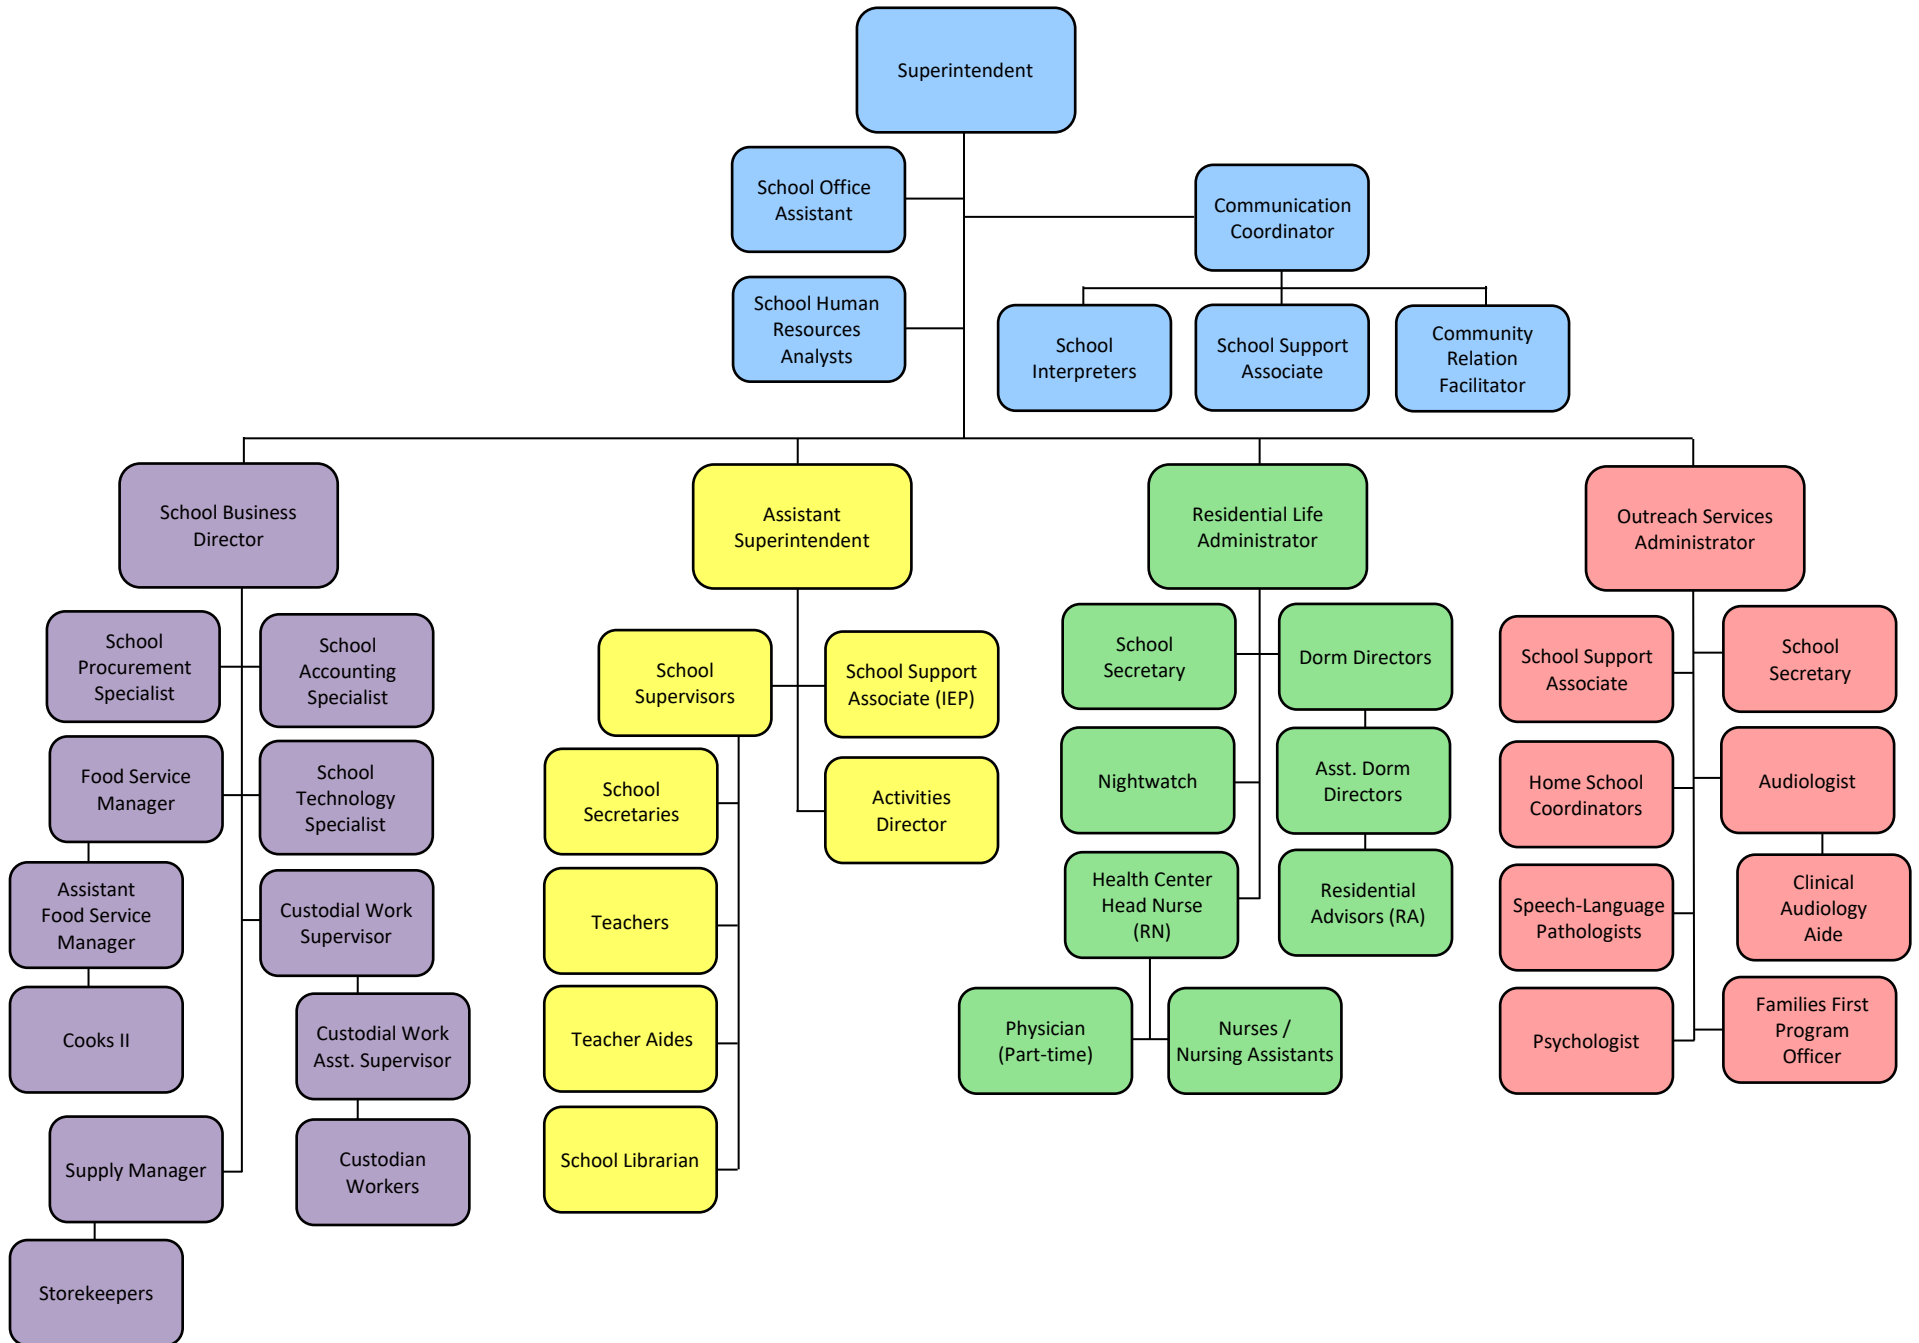 Superintendent
School Office
Assistant
Communication
Coordinator
School Human
Resources
Analysts
School
Interpreters
School Support
Associate
Community
Relation
Facilitator
School Business
Director
Assistant
Superintendent
Residential Life
Administrator
Outreach Services
Administrator
School
Procurement
Specialist
School
Accounting
Specialist
Food Service
Manager
School
Technology
Specialist
Assistant
Food Service
Manager
Custodial Work
Supervisor
Cooks II
Custodial Work
Asst. Supervisor
Supply Manager
Custodian
Workers
Storekeepers
School
Supervisors
School Support
Associate (IEP)
School
Secretaries
Activities
Director
Teachers
Teacher Aides
School Librarian
School
Secretary
Dorm Directors
Nightwatch
Asst. Dorm
Directors
Health Center
Head Nurse
(RN)
Residential
Advisors (RA)
Physician
(Part-time)
Nurses /
Nursing Assistants
School Support
Associate
School
Secretary
Home School
Coordinators
Audiologist
Speech-Language
Pathologists
Clinical
Audiology
Aide
Psychologist
Families First
Program
Officer